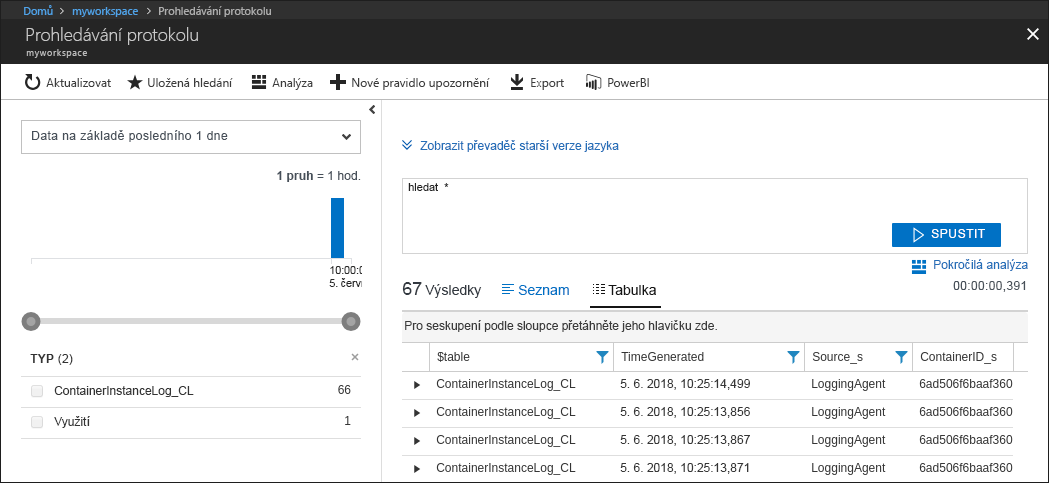 Domů > myworkspace > Prohledávání protokolu
Prohledávání protokolu
myworkspace
Aktualizovat Uložená hledání Analýza Nové pravidlo upozornění Export PowerBI
Data na základě posledního 1 dne
1 pruh = 1 hod.
10:00:0
5. červ
TYP (2)
ContainerInstanceLog_CL 66
Využití 1
Zobrazit převaděč starší verze jazyka
hledat *
SPUSTIT
Pokročilá analýza
67 Výsledky Seznam Tabulka 00:00:00,391
Pro seskupení podle sloupce přetáhněte jeho hlavičku zde.
$table TimeGenerated Source_s ContainerID_s
ContainerInstanceLog_CL 5. 6. 2018, 10:25:14,499 LoggingAgent 6ad506f6baaf360
ContainerInstanceLog_CL 5. 6. 2018, 10:25:13,856 LoggingAgent 6ad506f6baaf360
ContainerInstanceLog_CL 5. 6. 2018, 10:25:13,867 LoggingAgent 6ad506f6baaf360
ContainerInstanceLog_CL 5. 6. 2018, 10:25:13,871 LoggingAgent 6ad506f6baaf360